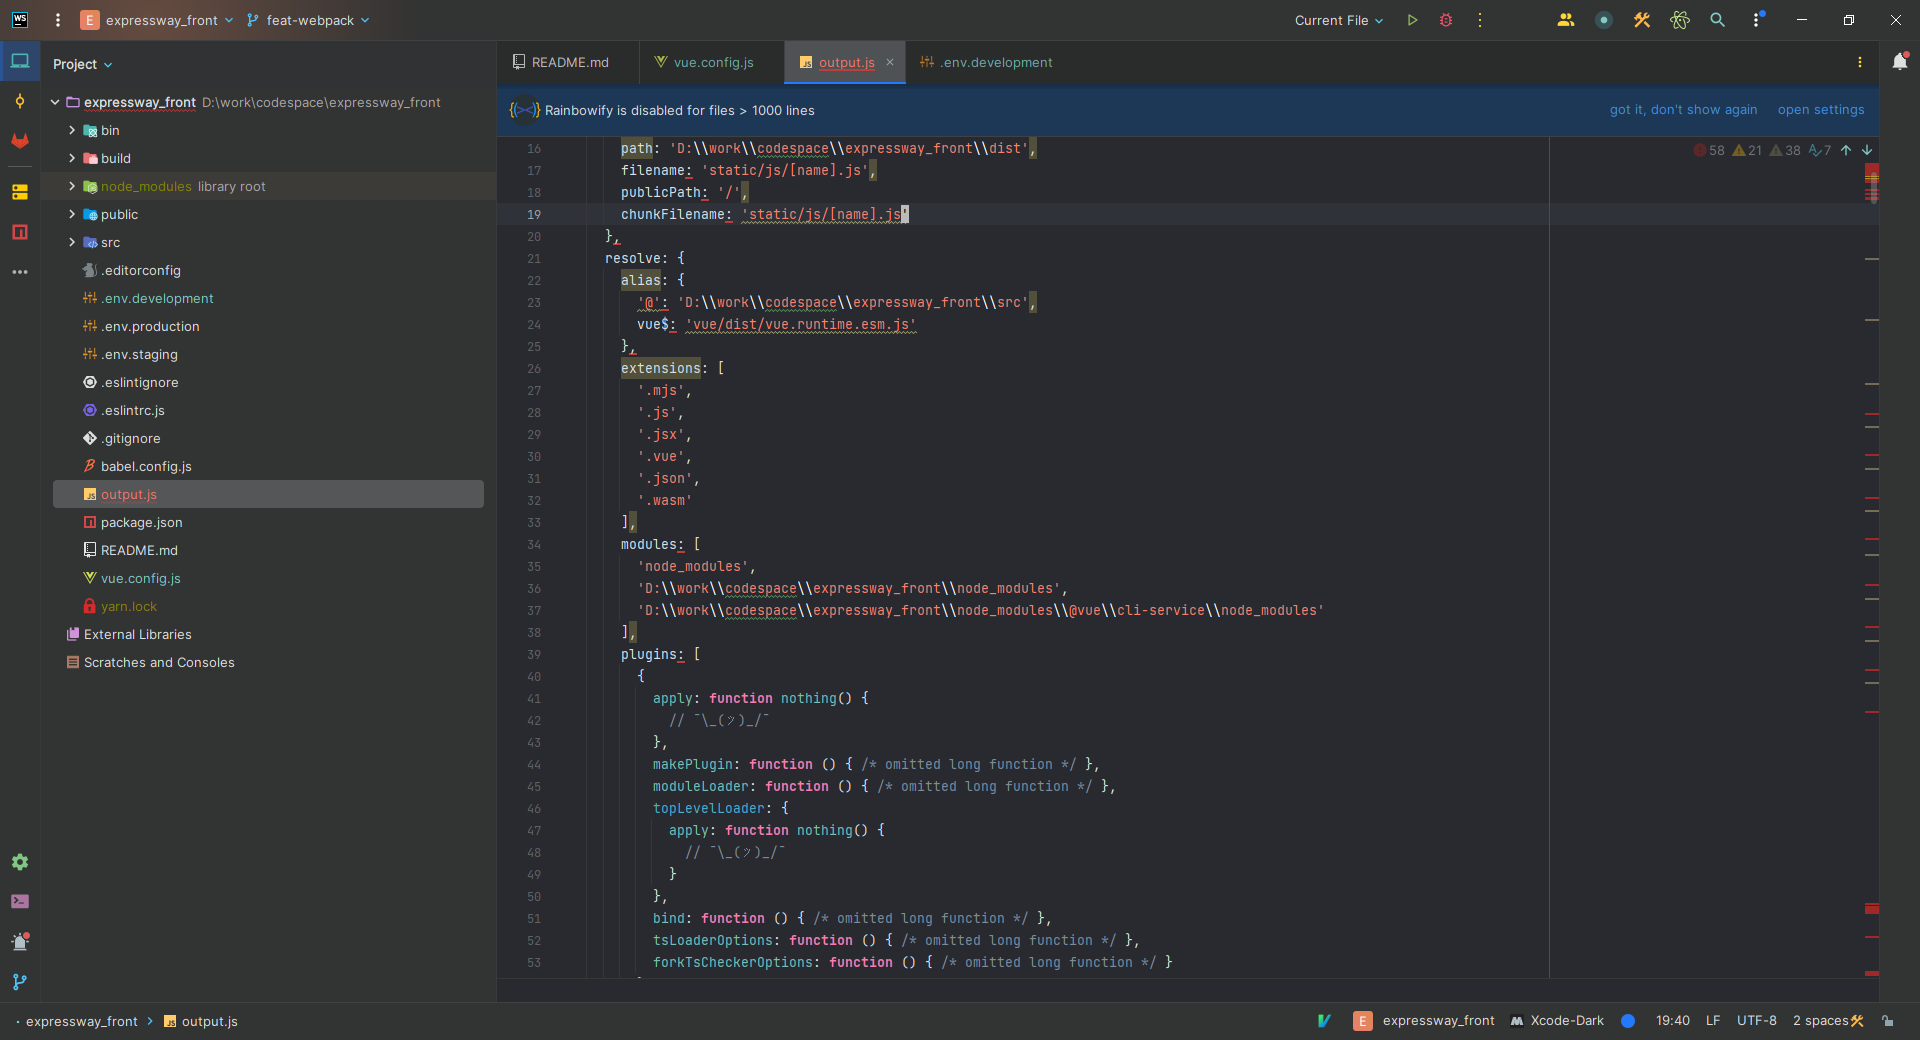 WS E expressway_front feat-webpack Current File
Project
README.md vue.config.js output.js .env.development
Rainbowify is disabled for files > 1000 lines got it, don't show again open settings
expressway_front D:\work\codespace\expressway_front
bin
build
node_modules library root
public
src
.editorconfig
.env.development
.env.production
.env.staging
.eslintignore
.eslintrc.js
.gitignore
babel.config.js
output.js
package.json
README.md
vue.config.js
yarn.lock
External Libraries
Scratches and Consoles
58 21 38 7
16 path: 'D:\\work\\codespace\\expressway_front\\dist',
17 filename: 'static/js/[name].js',
18 publicPath: '/',
19 chunkFilename: 'static/js/[name].js'
20 },
21 resolve: {
22 alias: {
23 '@': 'D:\\work\\codespace\\expressway_front\\src',
24 vue$: 'vue/dist/vue.runtime.esm.js'
25 },
26 extensions: [
27 '.mjs',
28 '.js',
29 '.jsx',
30 '.vue',
31 '.json',
32 '.wasm'
33 ],
34 modules: [
35 'node_modules',
36 'D:\\work\\codespace\\expressway_front\\node_modules',
37 'D:\\work\\codespace\\expressway_front\\node_modules\\@vue\\cli-service\\node_modules'
38 ],
39 plugins: [
40 {
41 apply: function nothing() {
42 // ¯\_(ツ)_/¯
43 },
44 makePlugin: function () { /* omitted long function */ },
45 moduleLoader: function () { /* omitted long function */ },
46 topLevelLoader: {
47 apply: function nothing() {
48 // ¯\_(ツ)_/¯
49 }
50 },
51 bind: function () { /* omitted long function */ },
52 tsLoaderOptions: function () { /* omitted long function */ },
53 forkTsCheckerOptions: function () { /* omitted long function */ }
expressway_front > JS output.js E expressway_front Xcode-Dark 19:40 LF UTF-8 2 spaces